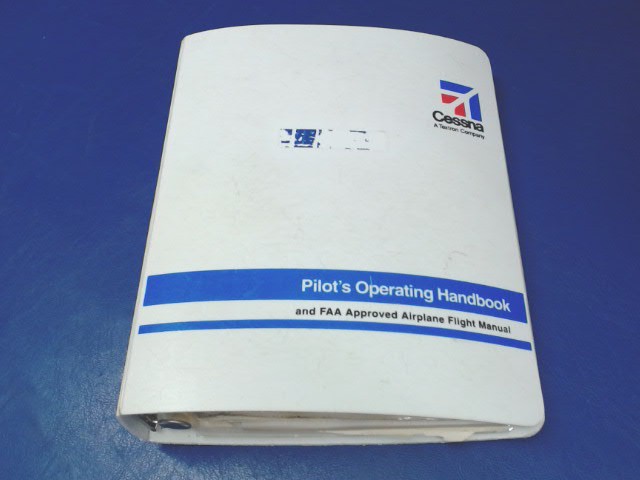 Cessna
A Textron Company
Pilot's Operating Handbook
and FAA Approved Airplane Flight Manual